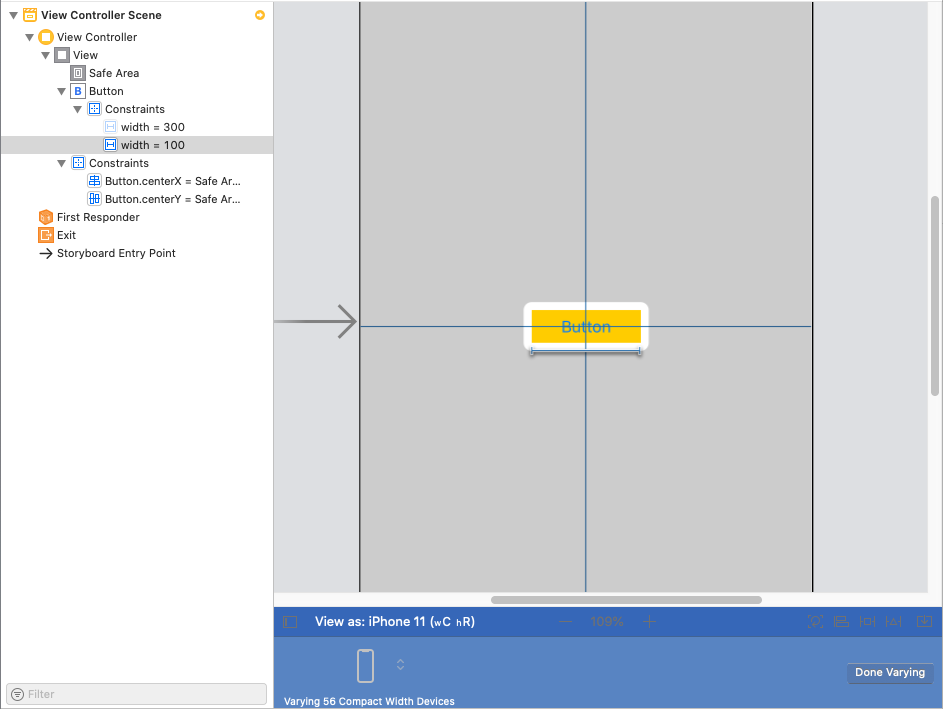 View Controller Scene
View Controller
View
Safe Area
B Button
Constraints
width = 300
width = 100
Constraints
Button.centerX = Safe Ar...
Button.centerY = Safe Ar...
First Responder
Exit
Storyboard Entry Point
Filter
Button
View as: iPhone 11 (wC hR)
109%
Done Varying
Varying 56 Compact Width Devices